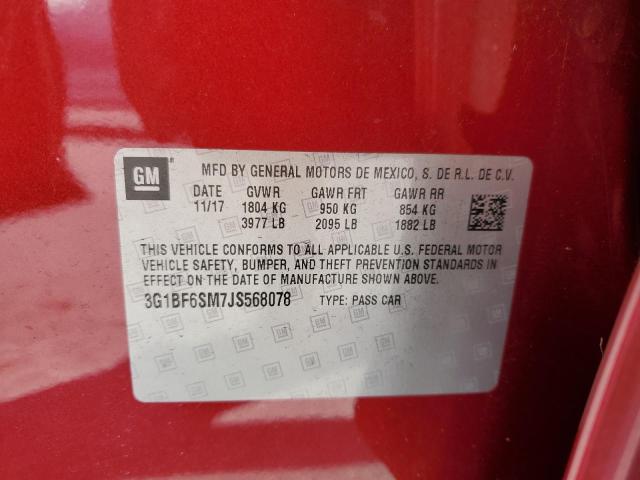 GM
MFD BY GENERAL MOTORS DE MEXICO, S. DE R.L. DE C.V.
DATE GVWR GAWR FRT GAWR RR
11/17 1804 KG 950 KG 854 KG
3977 LB 2095 LB 1882 LB
THIS VEHICLE CONFORMS TO ALL APPLICABLE U.S. FEDERAL MOTOR
VEHICLE SAFETY, BUMPER, AND THEFT PREVENTION STANDARDS IN
EFFECT ON THE DATE OF MANUFACTURE SHOWN ABOVE.
3G1BF6SM7JS568078 TYPE: PASS CAR